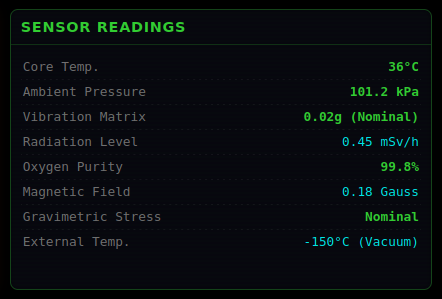 SENSOR READINGS
Core Temp. 36°C
Ambient Pressure 101.2 kPa
Vibration Matrix 0.02g (Nominal)
Radiation Level 0.45 mSv/h
Oxygen Purity 99.8%
Magnetic Field 0.18 Gauss
Gravimetric Stress Nominal
External Temp. -150°C (Vacuum)